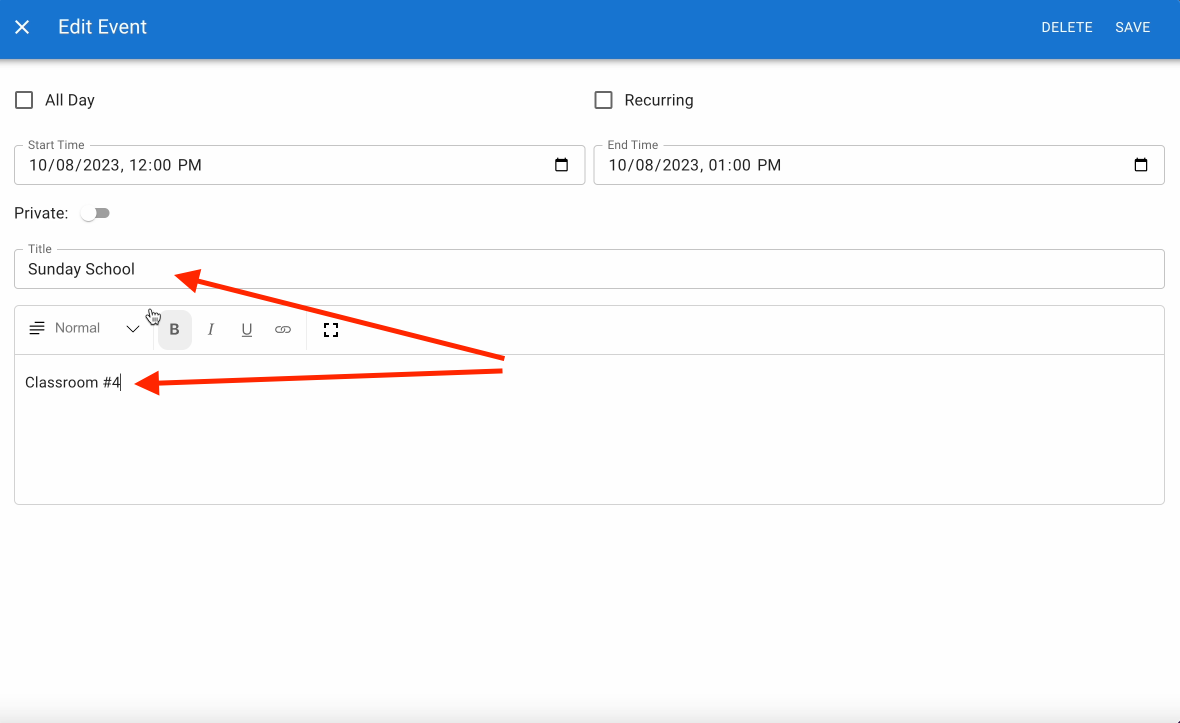 Edit Event
DELETE SAVE
All Day
Recurring
Start Time
10/08/2023, 12:00 PM
End Time
10/08/2023, 01:00 PM
Private:
Title
Sunday School
Normal B I U
Classroom #4